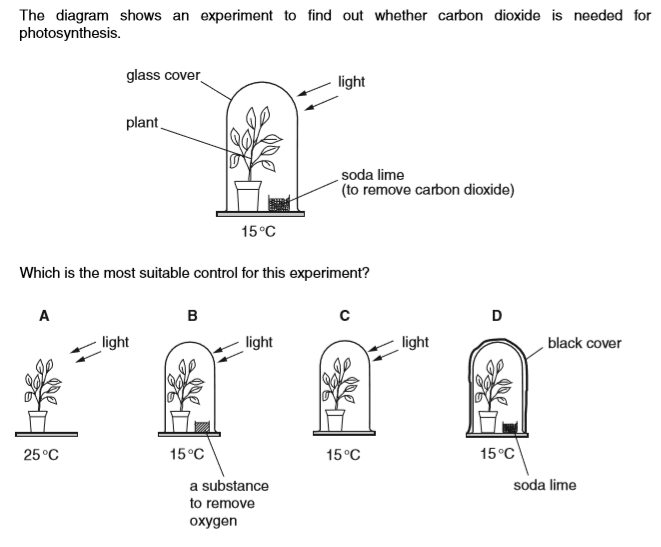 The diagram shows an experiment to find out whether carbon dioxide is needed for
photosynthesis.
glass cover
light
plant
soda lime
(to remove carbon dioxide)
15°C
Which is the most suitable control for this experiment?
A B C D
light light light black cover
25°C 15°C 15°C 15°C
a substance
to remove
oxygen
soda lime